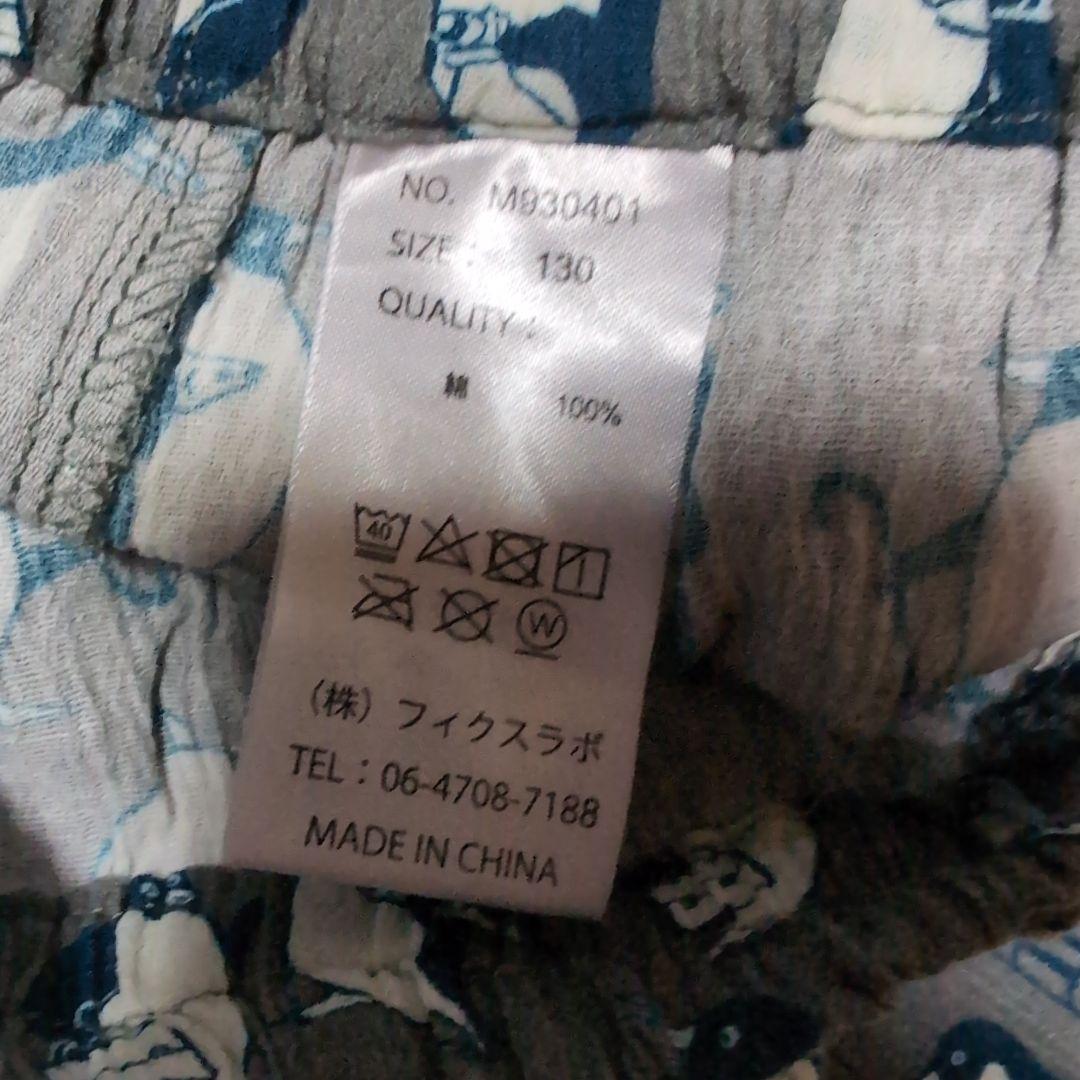 NO. M930401
SIZE : 130
QUALITY :
綿 100%
40
W
(株) フィクスラボ
TEL : 06-4708-7188
MADE IN CHINA